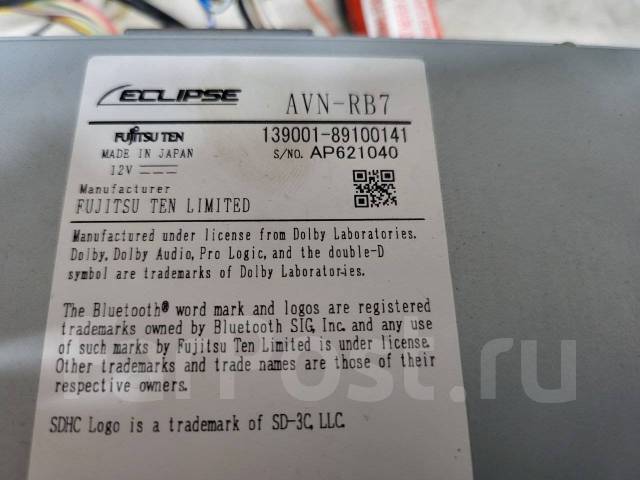 ECLIPSE AVN-RB7
FUJITSU TEN 139001-89100141
MADE IN JAPAN S/NO. AP621040
12V
Manufacturer
FUJITSU TEN LIMITED
Manufactured under license from Dolby Laboratories.
Dolby, Dolby Audio, Pro Logic, and the double-D
symbol are trademarks of Dolby Laboratories.
The Bluetooth® word mark and logos are registered
trademarks owned by Bluetooth SIG, Inc. and any use
of such marks by Fujitsu Ten Limited is under license.
Other trademarks and trade names are those of their
respective owners.
SDHC Logo is a trademark of SD-3C, LLC.